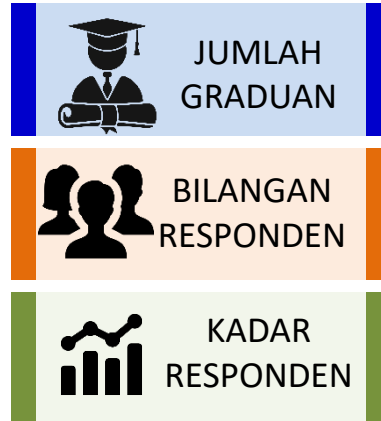 JUMLAH
GRADUAN
BILANGAN
RESPONDEN
KADAR
RESPONDEN